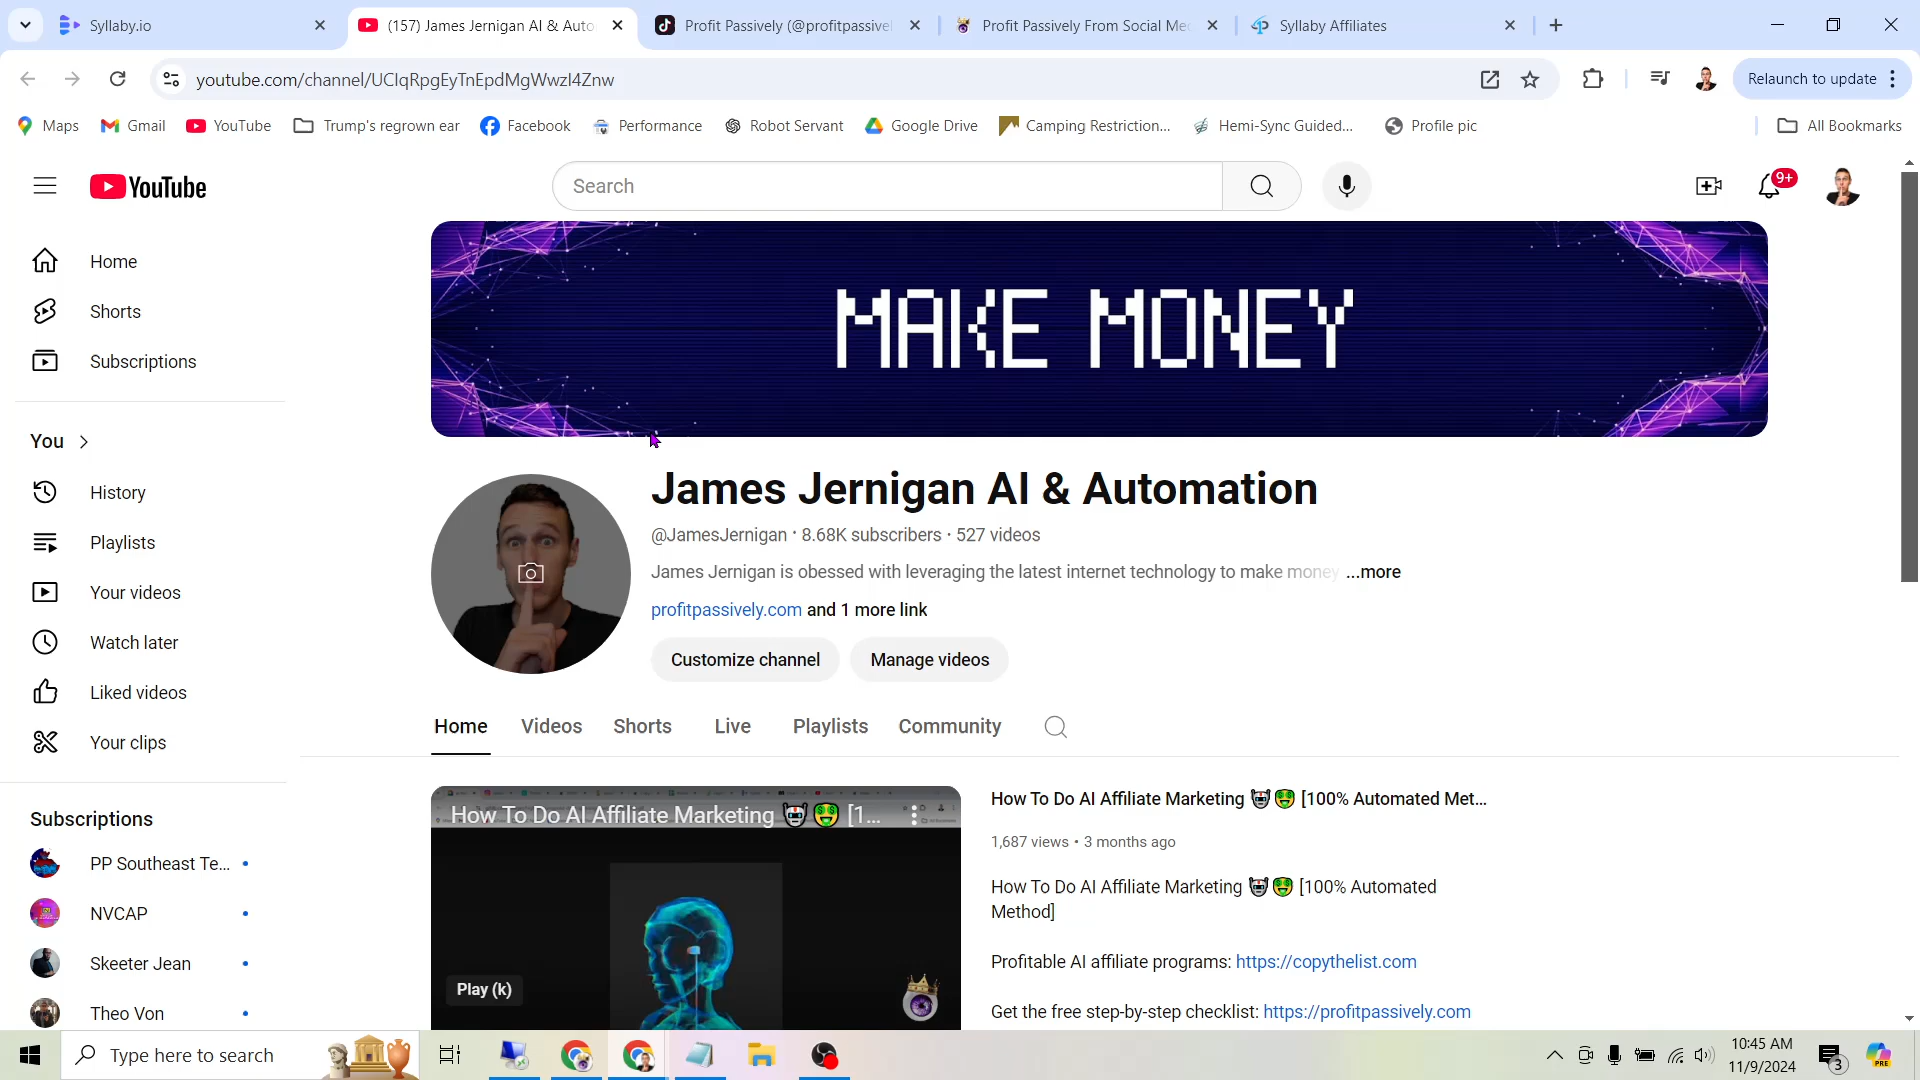 Syllaby.io
(157) James Jernigan AI & Auto
Profit Passively (@profitpassivel
Profit Passively From Social Me
Syllaby Affiliates
youtube.com/channel/UCIqRpgEyTnEpdMgWwzI4Znw
Relaunch to update
Maps
Gmail
YouTube
Trump's regrown ear
Facebook
Performance
Robot Servant
Google Drive
Camping Restriction...
Hemi-Sync Guided...
Profile pic
All Bookmarks
YouTube
Search
9+
Home
Shorts
Subscriptions
You
History
Playlists
Your videos
Watch later
Liked videos
Your clips
Subscriptions
PP Southeast Te...
NVCAP
Skeeter Jean
Theo Von
MAKE MONEY
James Jernigan AI & Automation
@JamesJernigan · 8.68K subscribers · 527 videos
James Jernigan is obessed with leveraging the latest internet technology to make money ...more
profitpassively.com and 1 more link
Customize channel
Manage videos
Home
Videos
Shorts
Live
Playlists
Community
How To Do AI Affiliate Marketing 🤖🤑 [1...
Play (k)
How To Do AI Affiliate Marketing 🤖🤑 [100% Automated Met...
1,687 views • 3 months ago
How To Do AI Affiliate Marketing 🤖🤑 [100% Automated
Method]
Profitable AI affiliate programs: https://copythelist.com
Get the free step-by-step checklist: https://profitpassively.com
Type here to search
10:45 AM
11/9/2024
3
PRE